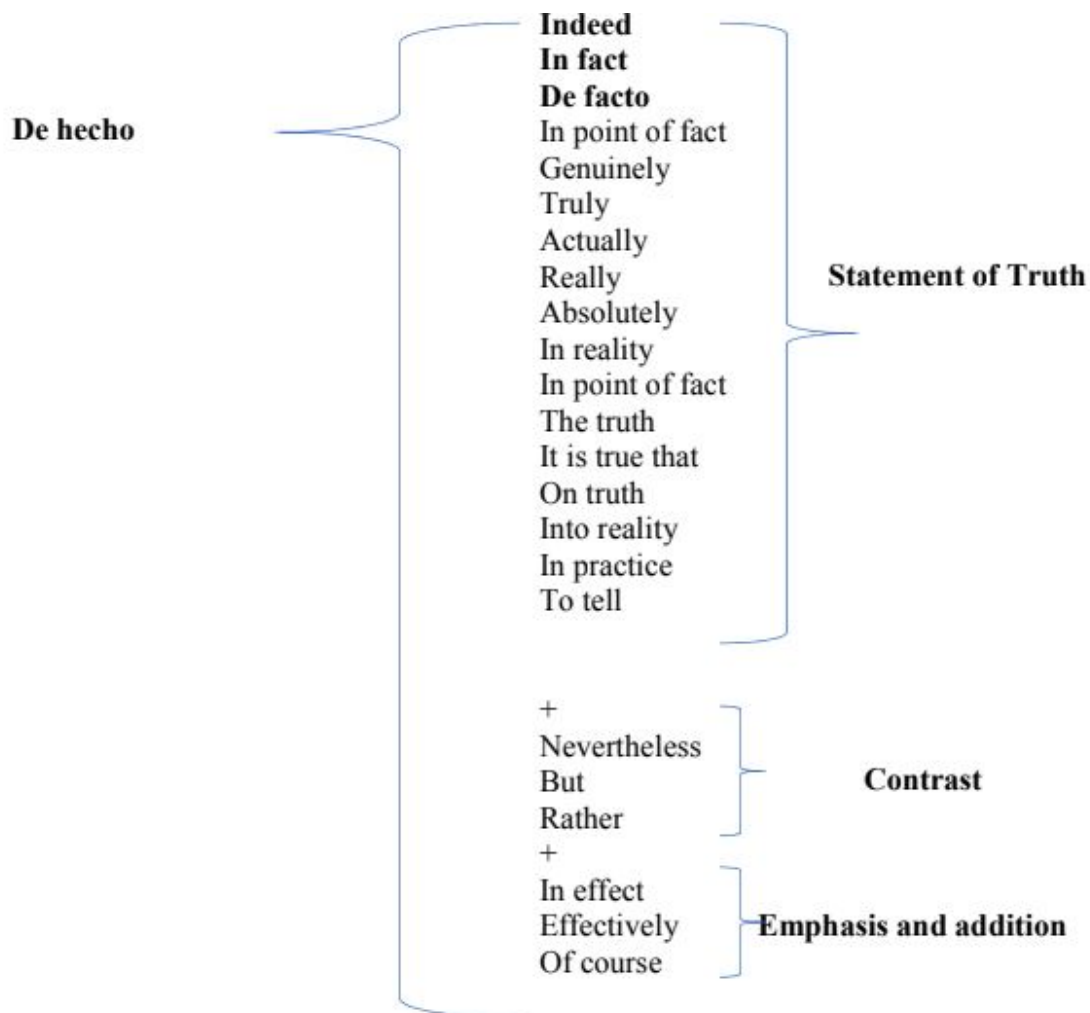 Indeed
In fact
De facto
De hecho
In point of fact
Genuinely
Truly
Actually
Really
Statement of Truth
Absolutely
In reality
In point of fact
The truth
It is true that
On truth
Into reality
In practice
To tell
+
Nevertheless
But
Contrast
Rather
+
In effect
Effectively
Emphasis and addition
Of course